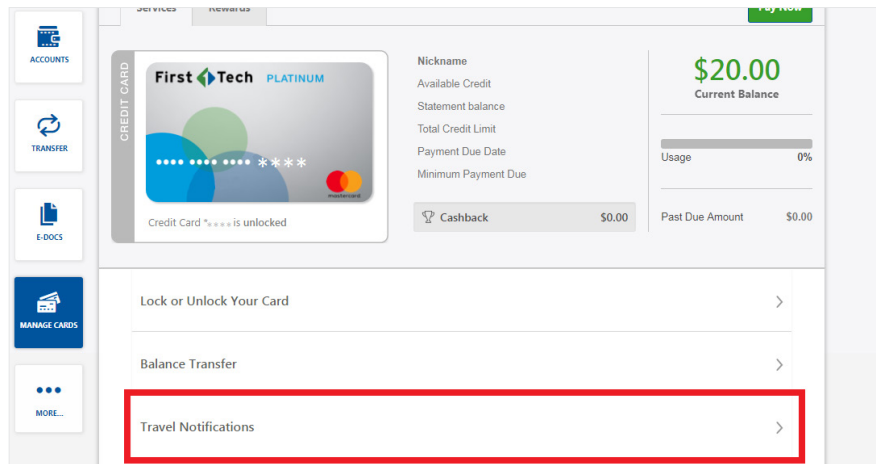 Services Rewards
Pay Now
ACCOUNTS
TRANSFER
E-DOCS
MANAGE CARDS
MORE...
CREDIT CARD
First Tech PLATINUM
•••• •••• •••• ****
mastercard
Credit Card **** is unlocked
Nickname
Available Credit
Statement balance
Total Credit Limit
Payment Due Date
Minimum Payment Due
Cashback $0.00
$20.00
Current Balance
Usage 0%
Past Due Amount $0.00
Lock or Unlock Your Card
Balance Transfer
Travel Notifications